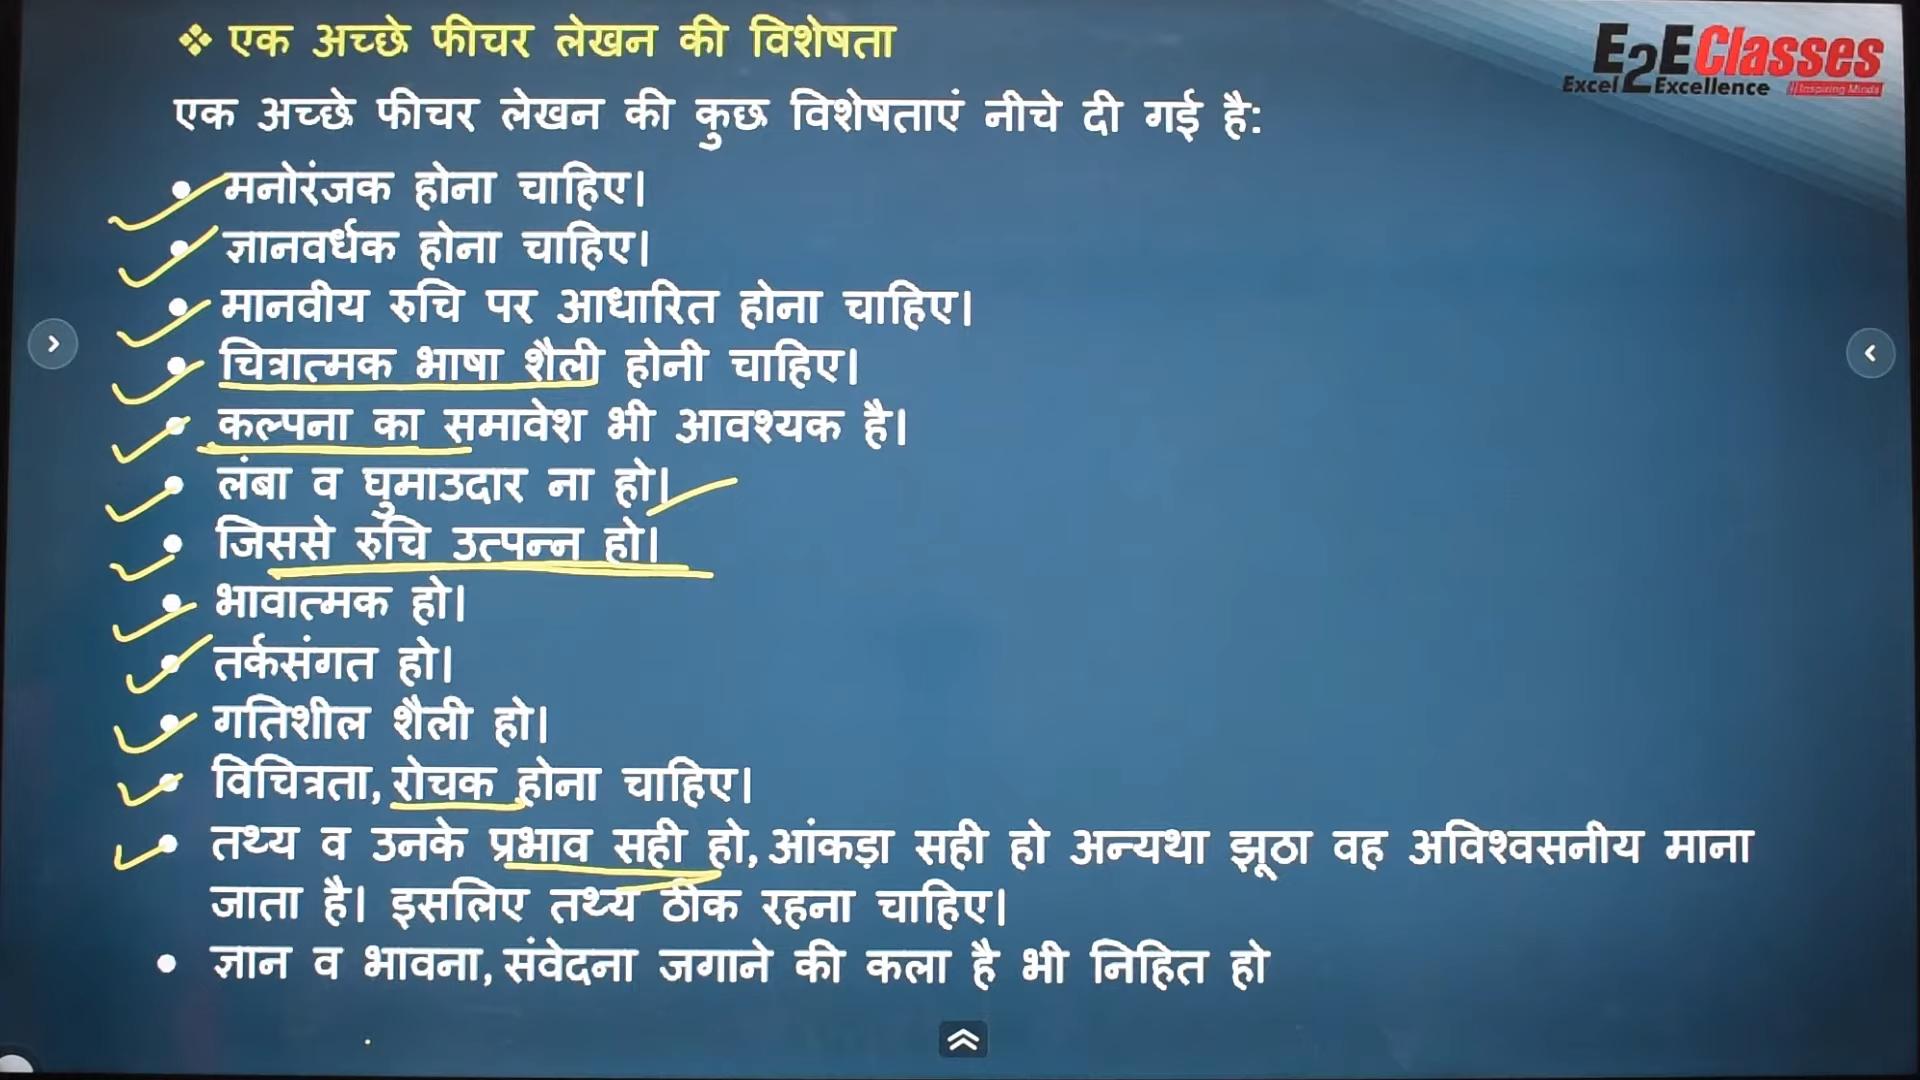 ❖ एक अच्छे फीचर लेखन की विशेषता
E2EClasses
Excel 2 Excellence || Inspiring Minds
एक अच्छे फीचर लेखन की कुछ विशेषताएं नीचे दी गई है:
• मनोरंजक होना चाहिए।
• ज्ञानवर्धक होना चाहिए।
• मानवीय रुचि पर आधारित होना चाहिए।
• चित्रात्मक भाषा शैली होनी चाहिए।
• कल्पना का समावेश भी आवश्यक है।
• लंबा व घुमाउदार ना हो।
• जिससे रुचि उत्पन्न हो।
• भावात्मक हो।
• तर्कसंगत हो।
• गतिशील शैली हो।
• विचित्रता, रोचक होना चाहिए।
• तथ्य व उनके प्रभाव सही हो, आंकड़ा सही हो अन्यथा झूठा वह अविश्वसनीय माना
जाता है। इसलिए तथ्य ठीक रहना चाहिए।
• ज्ञान व भावना, संवेदना जगाने की कला है भी निहित हो